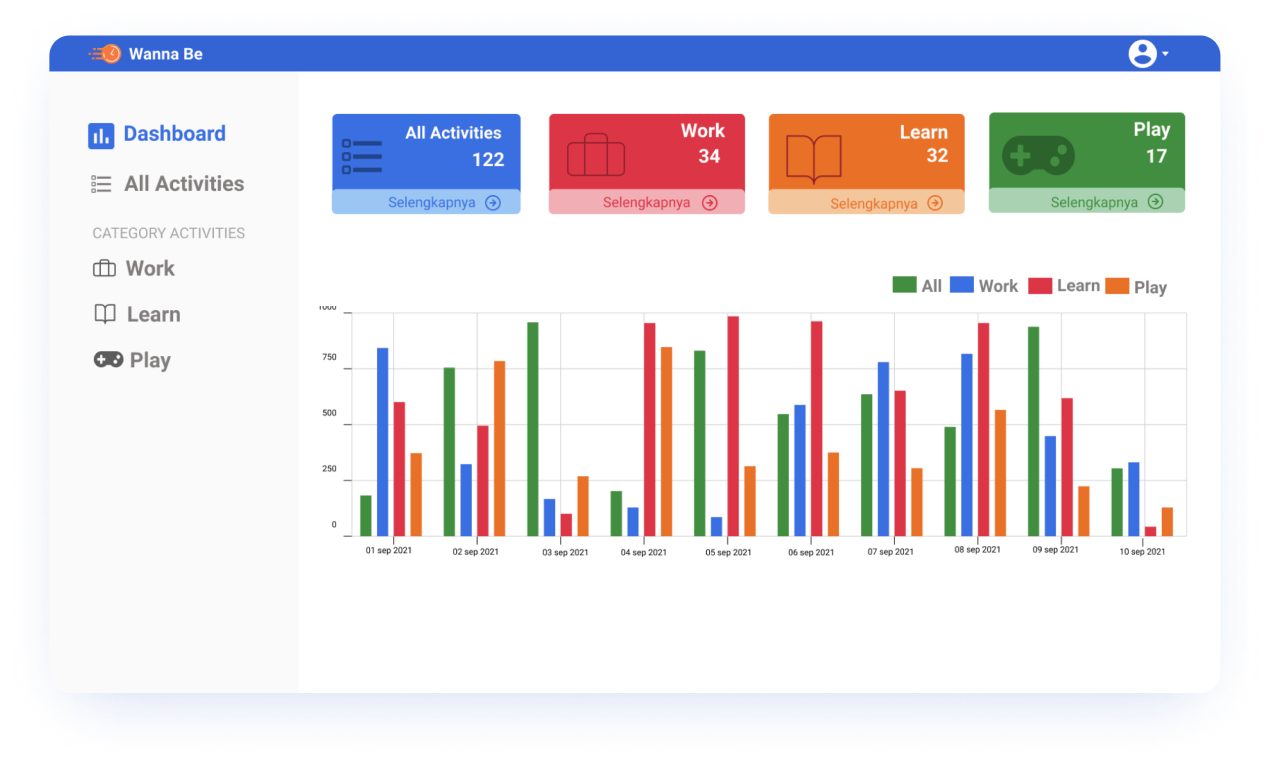 Wanna Be
Dashboard
All Activities
CATEGORY ACTIVITIES
Work
Learn
Play
All Activities
122
Selengkapnya
Work
34
Selengkapnya
Learn
32
Selengkapnya
Play
17
Selengkapnya
All Work Learn Play
1000
750
500
250
0
01 sep 2021 02 sep 2021 03 sep 2021 04 sep 2021 05 sep 2021 06 sep 2021 07 sep 2021 08 sep 2021 09 sep 2021 10 sep 2021